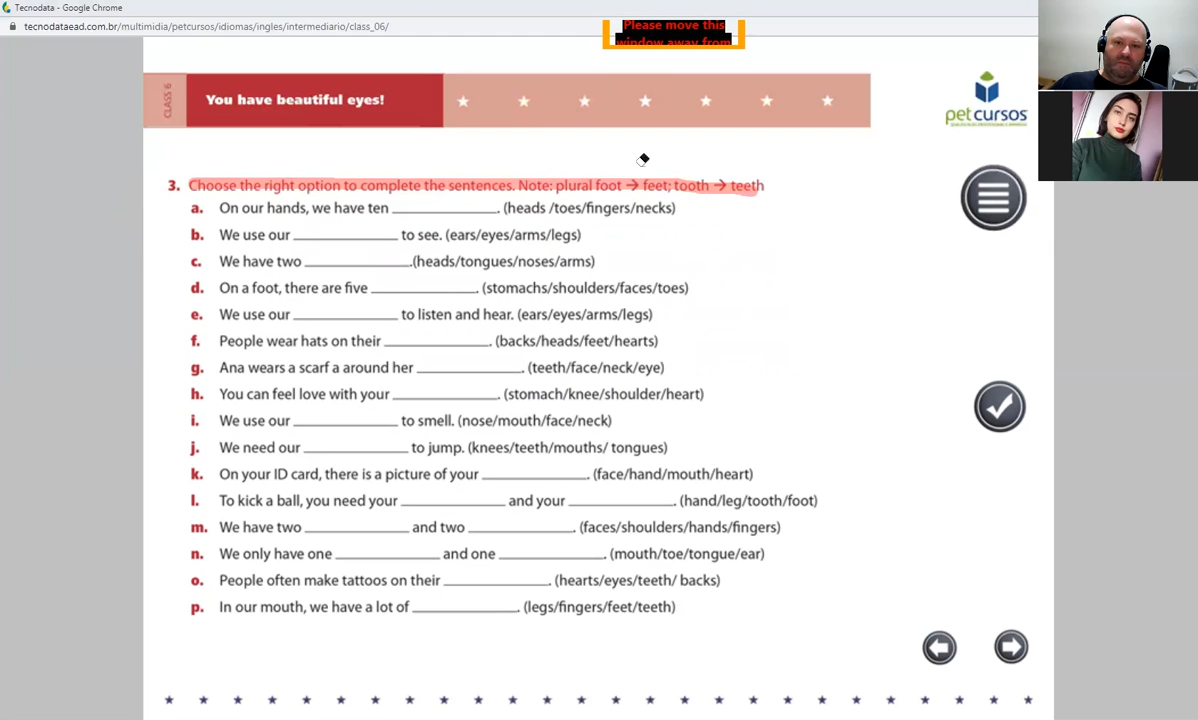 Tecnodata - Google Chrome
tecnodataead.com.br/multimidia/petcursos/idiomas/ingles/intermediario/class_06/
Please move this
window away from
CLASS 6
You have beautiful eyes!
petcursos
3. Choose the right option to complete the sentences. Note: plural foot → feet; tooth → teeth
a. On our hands, we have ten ____________. (heads /toes/fingers/necks)
b. We use our ____________ to see. (ears/eyes/arms/legs)
c. We have two ____________.(heads/tongues/noses/arms)
d. On a foot, there are five ____________. (stomachs/shoulders/faces/toes)
e. We use our ____________ to listen and hear. (ears/eyes/arms/legs)
f. People wear hats on their ____________. (backs/heads/feet/hearts)
g. Ana wears a scarf a around her ____________. (teeth/face/neck/eye)
h. You can feel love with your ____________. (stomach/knee/shoulder/heart)
i. We use our ____________ to smell. (nose/mouth/face/neck)
j. We need our ____________ to jump. (knees/teeth/mouths/ tongues)
k. On your ID card, there is a picture of your ____________. (face/hand/mouth/heart)
l. To kick a ball, you need your ____________ and your ____________. (hand/leg/tooth/foot)
m. We have two ____________ and two ____________. (faces/shoulders/hands/fingers)
n. We only have one ____________ and one ____________. (mouth/toe/tongue/ear)
o. People often make tattoos on their ____________. (hearts/eyes/teeth/ backs)
p. In our mouth, we have a lot of ____________. (legs/fingers/feet/teeth)